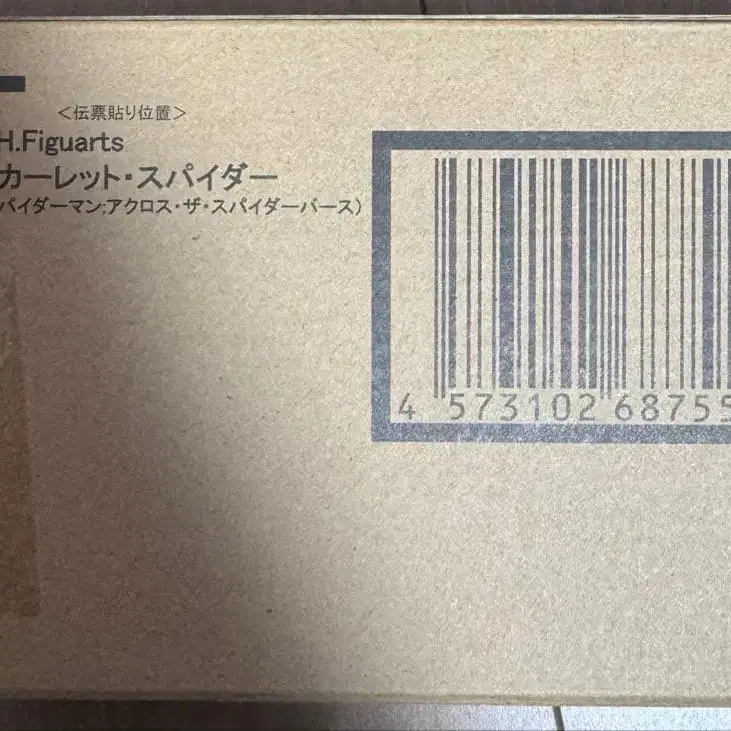 <伝票貼り位置>
H.Figuarts
カーレット・スパイダー
パイダーマン:アクロス・ザ・スパイダーバース)
4 573102 68755